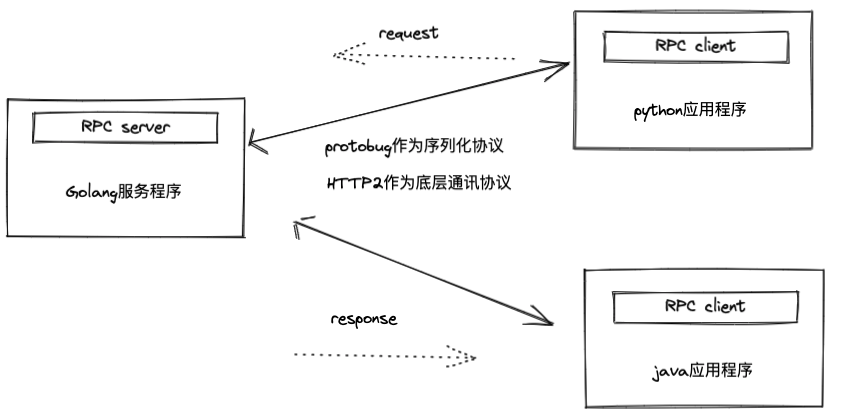 request
RPC client
python应用程序
RPC server
Golang服务程序
protobug作为序列化协议
HTTP2作为底层通讯协议
response
RPC client
java应用程序